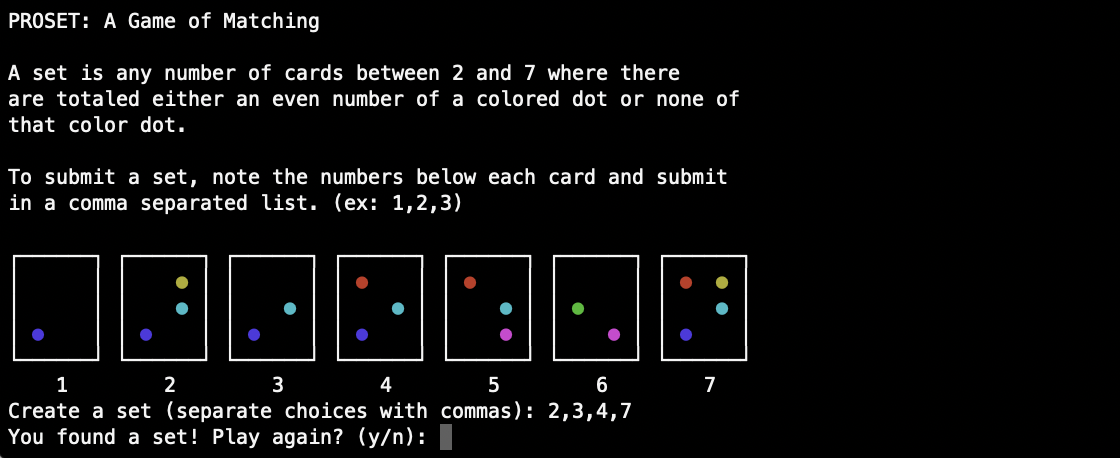 PROSET: A Game of Matching
A set is any number of cards between 2 and 7 where there
are totaled either an even number of a colored dot or none of
that color dot.
To submit a set, note the numbers below each card and submit
in a comma separated list. (ex: 1,2,3)
1 2 3 4 5 6 7
Create a set (separate choices with commas): 2,3,4,7
You found a set! Play again? (y/n):